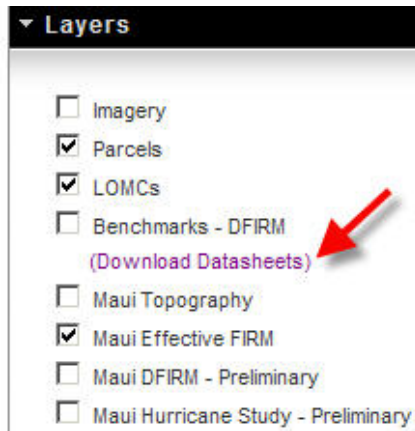 Layers
Imagery
Parcels
LOMCs
Benchmarks - DFIRM
(Download Datasheets)
Maui Topography
Maui Effective FIRM
Maui DFIRM - Preliminary
Maui Hurricane Study - Preliminary